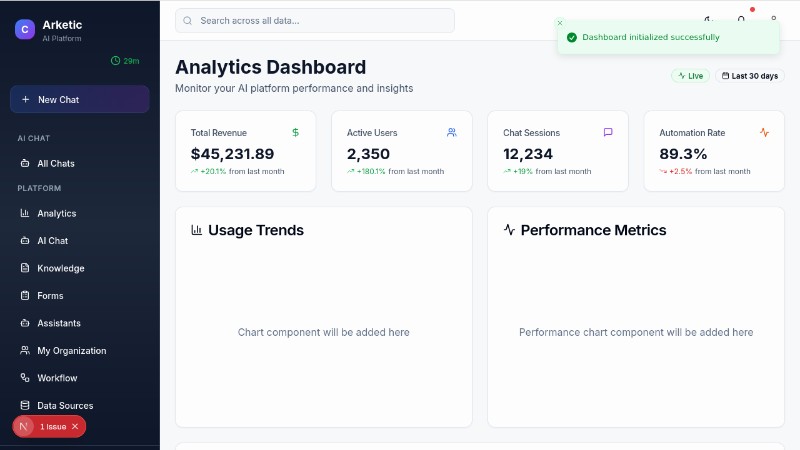 C
Arketic
AI Platform
29m
New Chat
AI CHAT
All Chats
PLATFORM
Analytics
AI Chat
Knowledge
Forms
Assistants
My Organization
Workflow
Data Sources
N
1 Issue
Search across all data...
Dashboard initialized successfully
Analytics Dashboard
Monitor your AI platform performance and insights
Live
Last 30 days
Total Revenue
$45,231.89
+20.1% from last month
Active Users
2,350
+180.1% from last month
Chat Sessions
12,234
+19% from last month
Automation Rate
89.3%
+2.5% from last month
Usage Trends
Chart component will be added here
Performance Metrics
Performance chart component will be added here